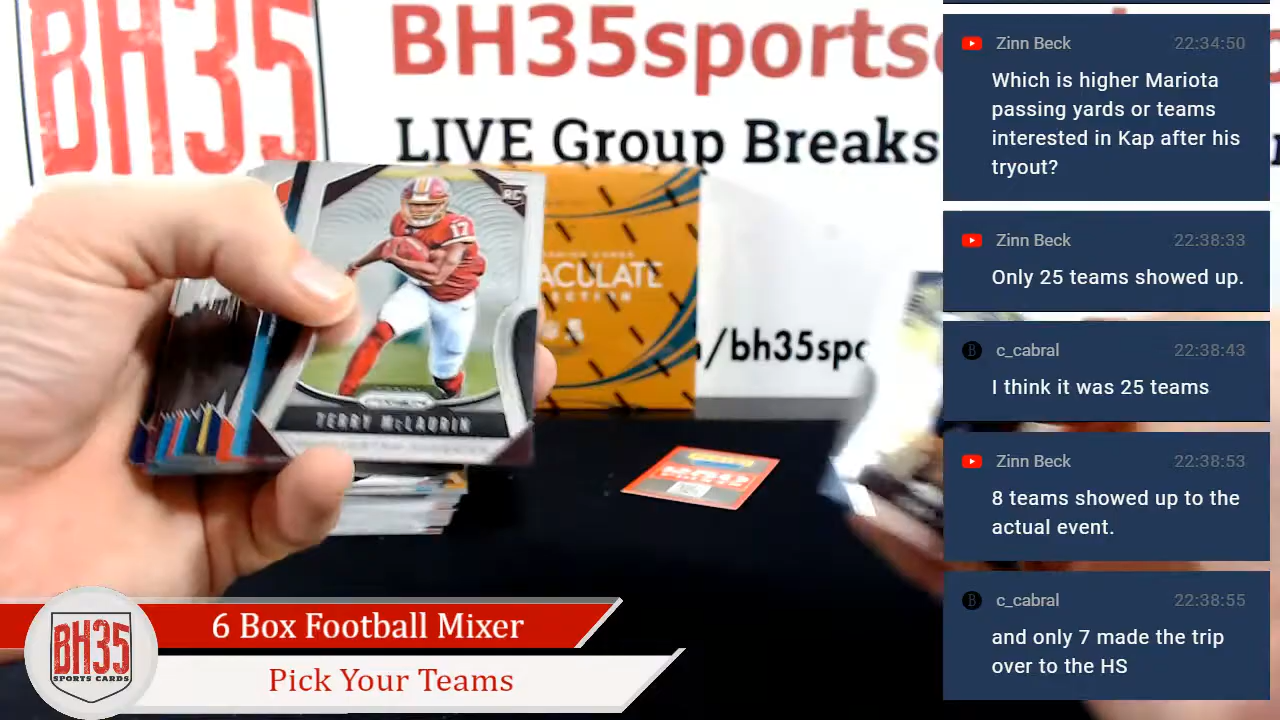 BH35
BH35sports
LIVE Group Breaks
RC
17
TERRY McLAURIN
PRIZM
ACULATE
/bh35spo
BH35
SPORTS CARDS
6 Box Football Mixer
Pick Your Teams
Zinn Beck 22:34:50
Which is higher Mariota
passing yards or teams
interested in Kap after his
tryout?
Zinn Beck 22:38:33
Only 25 teams showed up.
B c_cabral 22:38:43
I think it was 25 teams
Zinn Beck 22:38:53
8 teams showed up to the
actual event.
B c_cabral 22:38:55
and only 7 made the trip
over to the HS